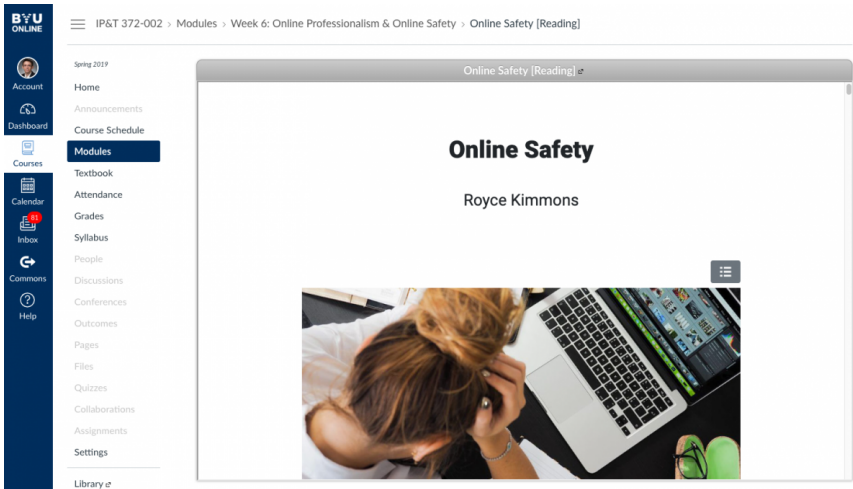 BYU
ONLINE
Account
Dashboard
Courses
Calendar
81
Inbox
Commons
Help
IP&T 372-002 > Modules > Week 6: Online Professionalism & Online Safety > Online Safety [Reading]
Spring 2019
Home
Announcements
Course Schedule
Modules
Textbook
Attendance
Grades
Syllabus
People
Discussions
Conferences
Outcomes
Pages
Files
Quizzes
Collaborations
Assignments
Settings
Library
Online Safety [Reading]
Online Safety
Royce Kimmons